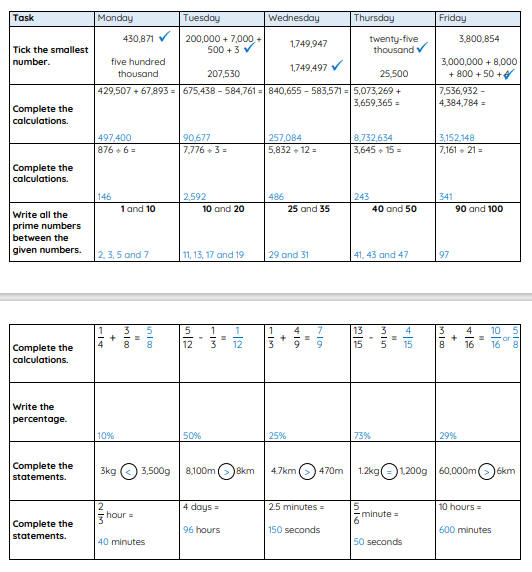 Task Monday Tuesday Wednesday Thursday Friday
Tick the smallest number.
430,871 ✓
five hundred thousand
200,000 + 7,000 + 500 + 3 ✓
207,530
1,749,947
1,749,497 ✓
twenty-five thousand ✓
25,500
3,800,854
3,000,000 + 8,000 + 800 + 50 + 4 ✓
Complete the calculations.
429,507 + 67,893 =
497,400
675,438 – 584,761 =
90,677
840,655 – 583,571 =
257,084
5,073,269 + 3,659,365 =
8,732,634
7,536,932 – 4,384,784 =
3,152,148
Complete the calculations.
876 ÷ 6 =
146
7,776 ÷ 3 =
2,592
5,832 ÷ 12 =
486
3,645 ÷ 15 =
243
7,161 ÷ 21 =
341
Write all the prime numbers between the given numbers.
1 and 10
2, 3, 5 and 7
10 and 20
11, 13, 17 and 19
25 and 35
29 and 31
40 and 50
41, 43 and 47
90 and 100
97
Complete the calculations.
1/4 + 3/8 = 5/8
5/12 - 1/3 = 1/12
1/3 + 4/9 = 7/9
13/15 - 3/5 = 4/15
3/8 + 4/16 = 10/16 or 5/8
Write the percentage.
10%
50%
25%
73%
29%
Complete the statements.
3kg < 3,500g
8,100m > 8km
4.7km > 470m
1.2kg = 1,200g
60,000m > 6km
Complete the statements.
2/3 hour =
40 minutes
4 days =
96 hours
2.5 minutes =
150 seconds
5/6 minute =
50 seconds
10 hours =
600 minutes